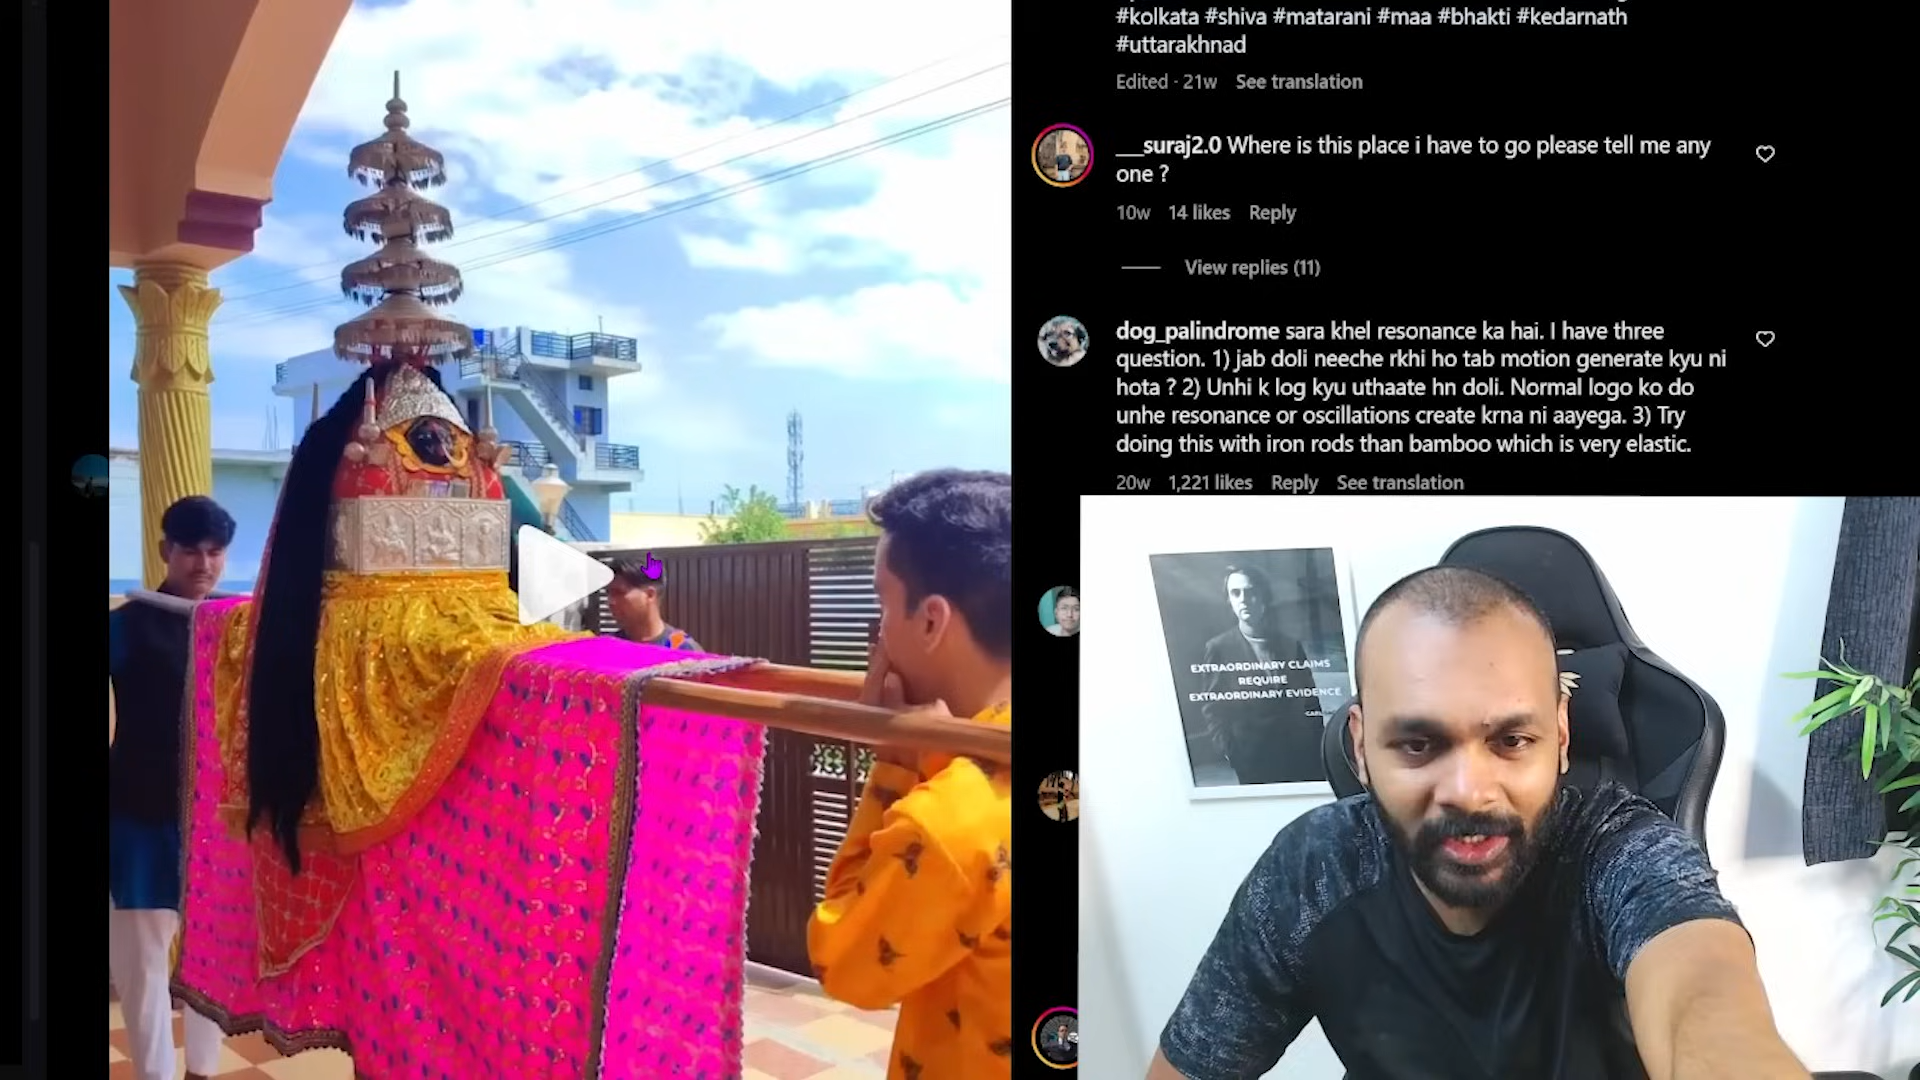 #kolkata #shiva #matarani #maa #bhakti #kedarnath
#uttarakhnad
Edited · 21w See translation
___suraj2.0 Where is this place i have to go please tell me any
one ?
10w 14 likes Reply
View replies (11)
dog_palindrome sara khel resonance ka hai. I have three
question. 1) jab doli neeche rkhi ho tab motion generate kyu ni
hota ? 2) Unhi k log kyu uthaate hn doli. Normal logo ko do
unhe resonance or oscillations create krna ni aayega. 3) Try
doing this with iron rods than bamboo which is very elastic.
20w 1,221 likes Reply See translation
EXTRAORDINARY CLAIMS
REQUIRE
EXTRAORDINARY EVIDENCE